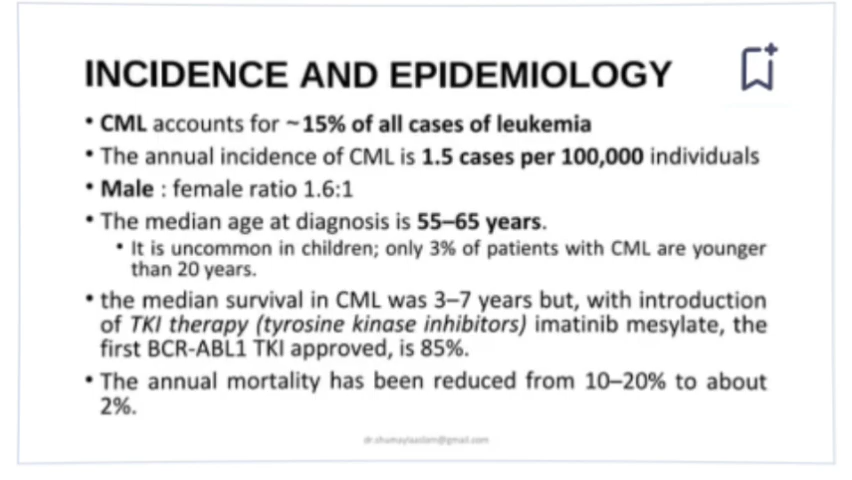 INCIDENCE AND EPIDEMIOLOGY
• CML accounts for ~15% of all cases of leukemia
• The annual incidence of CML is 1.5 cases per 100,000 individuals
• Male : female ratio 1.6:1
• The median age at diagnosis is 55–65 years.
• It is uncommon in children; only 3% of patients with CML are younger
than 20 years.
• the median survival in CML was 3–7 years but, with introduction
of TKI therapy (tyrosine kinase inhibitors) imatinib mesylate, the
first BCR-ABL1 TKI approved, is 85%.
• The annual mortality has been reduced from 10–20% to about
2%.